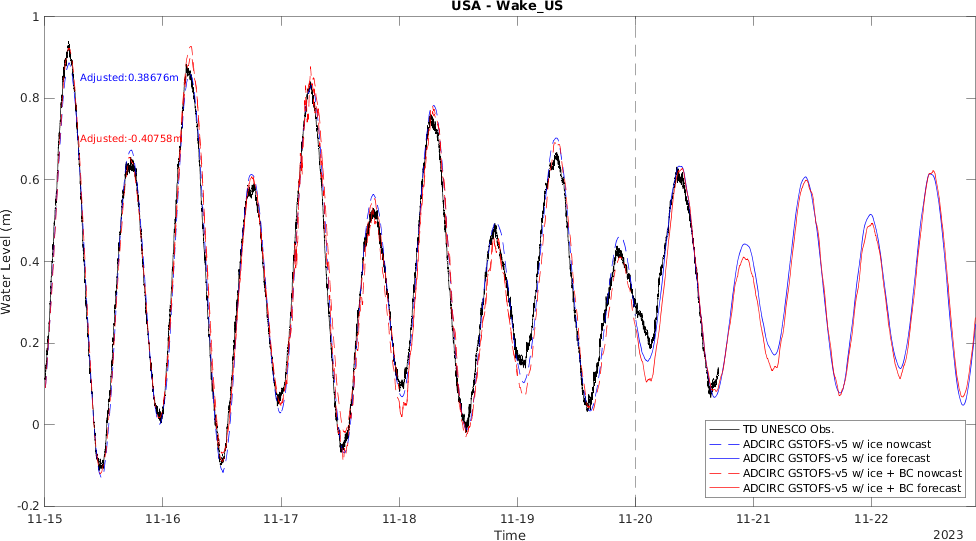 USA - Wake_US
1
0.8
0.6
0.4
0.2
0
-0.2
Water Level (m)
Adjusted:0.38676m
Adjusted:-0.40758m
TD UNESCO Obs.
ADCIRC GSTOFS-v5 w/ ice nowcast
ADCIRC GSTOFS-v5 w/ ice forecast
ADCIRC GSTOFS-v5 w/ ice + BC nowcast
ADCIRC GSTOFS-v5 w/ ice + BC forecast
11-15 11-16 11-17 11-18 11-19 11-20 11-21 11-22
Time
2023